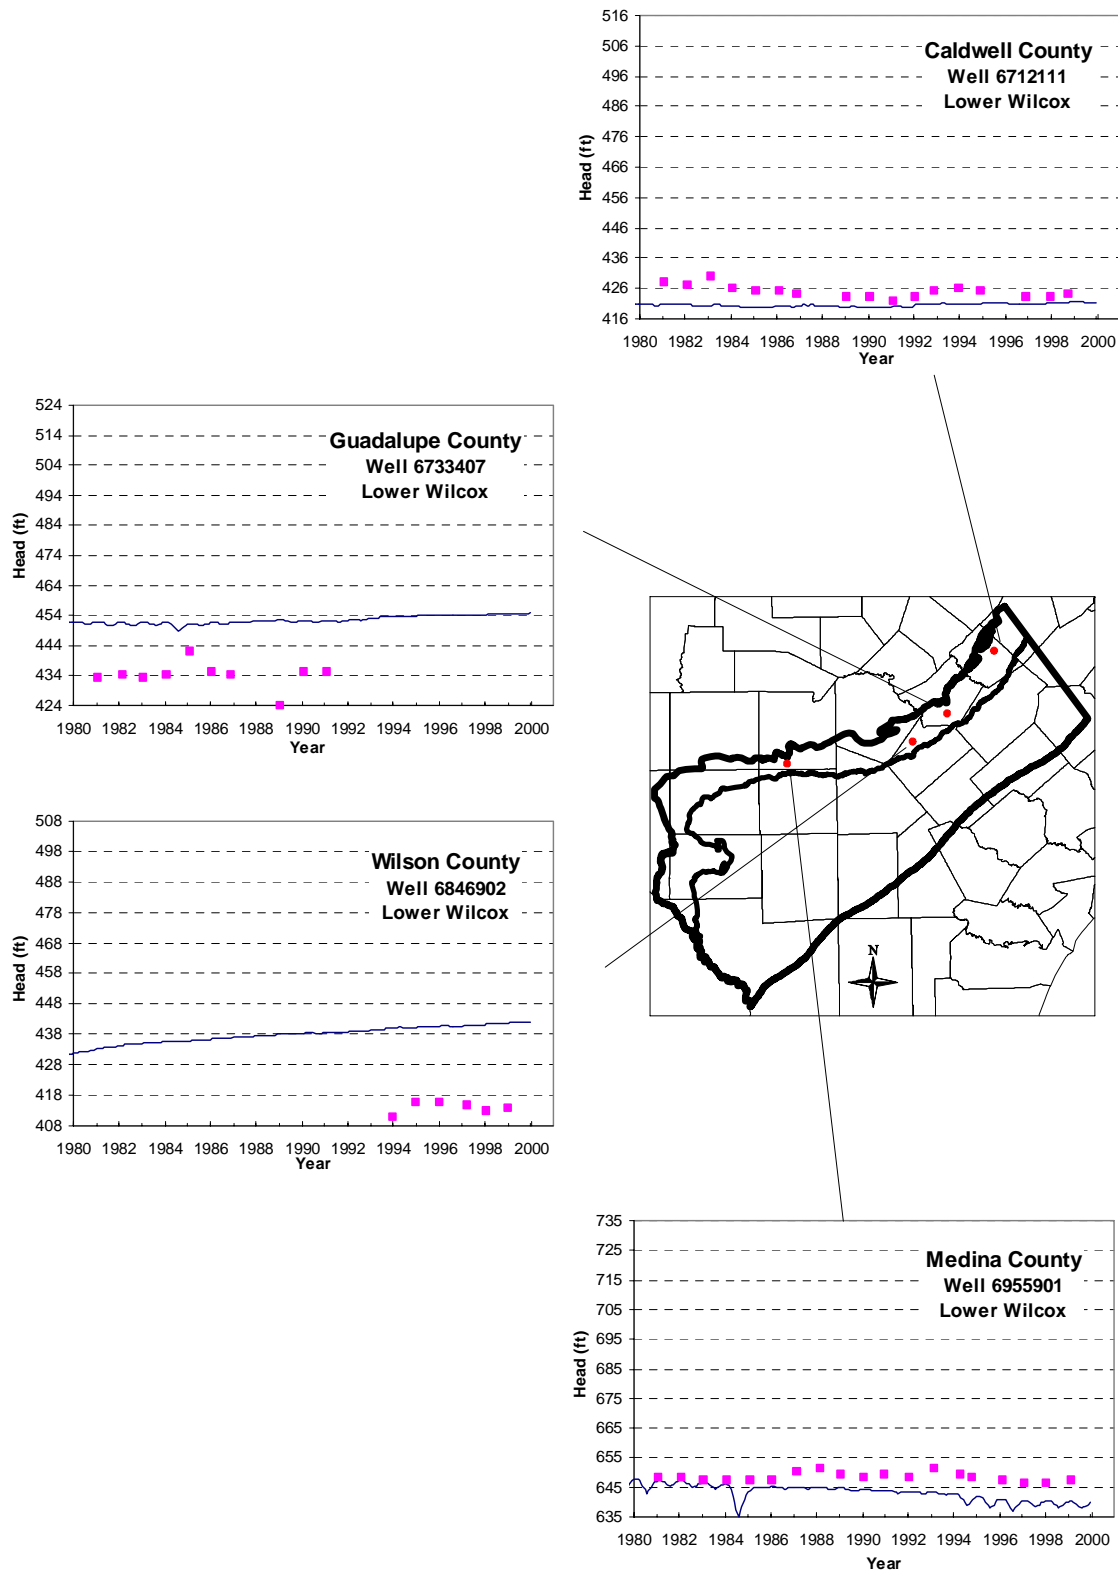 516
506
496
486
476
466
456
446
436
426
416
Head (ft)
Caldwell County
Well 6712111
Lower Wilcox
1980 1982 1984 1986 1988 1990 1992 1994 1996 1998 2000
Year
524
514
504
494
484
474
464
454
444
434
424
Head (ft)
Guadalupe County
Well 6733407
Lower Wilcox
1980 1982 1984 1986 1988 1990 1992 1994 1996 1998 2000
Year
N
508
498
488
478
468
458
448
438
428
418
408
Head (ft)
Wilson County
Well 6846902
Lower Wilcox
1980 1982 1984 1986 1988 1990 1992 1994 1996 1998 2000
Year
735
725
715
705
695
685
675
665
655
645
635
Head (ft)
Medina County
Well 6955901
Lower Wilcox
1980 1982 1984 1986 1988 1990 1992 1994 1996 1998 2000
Year